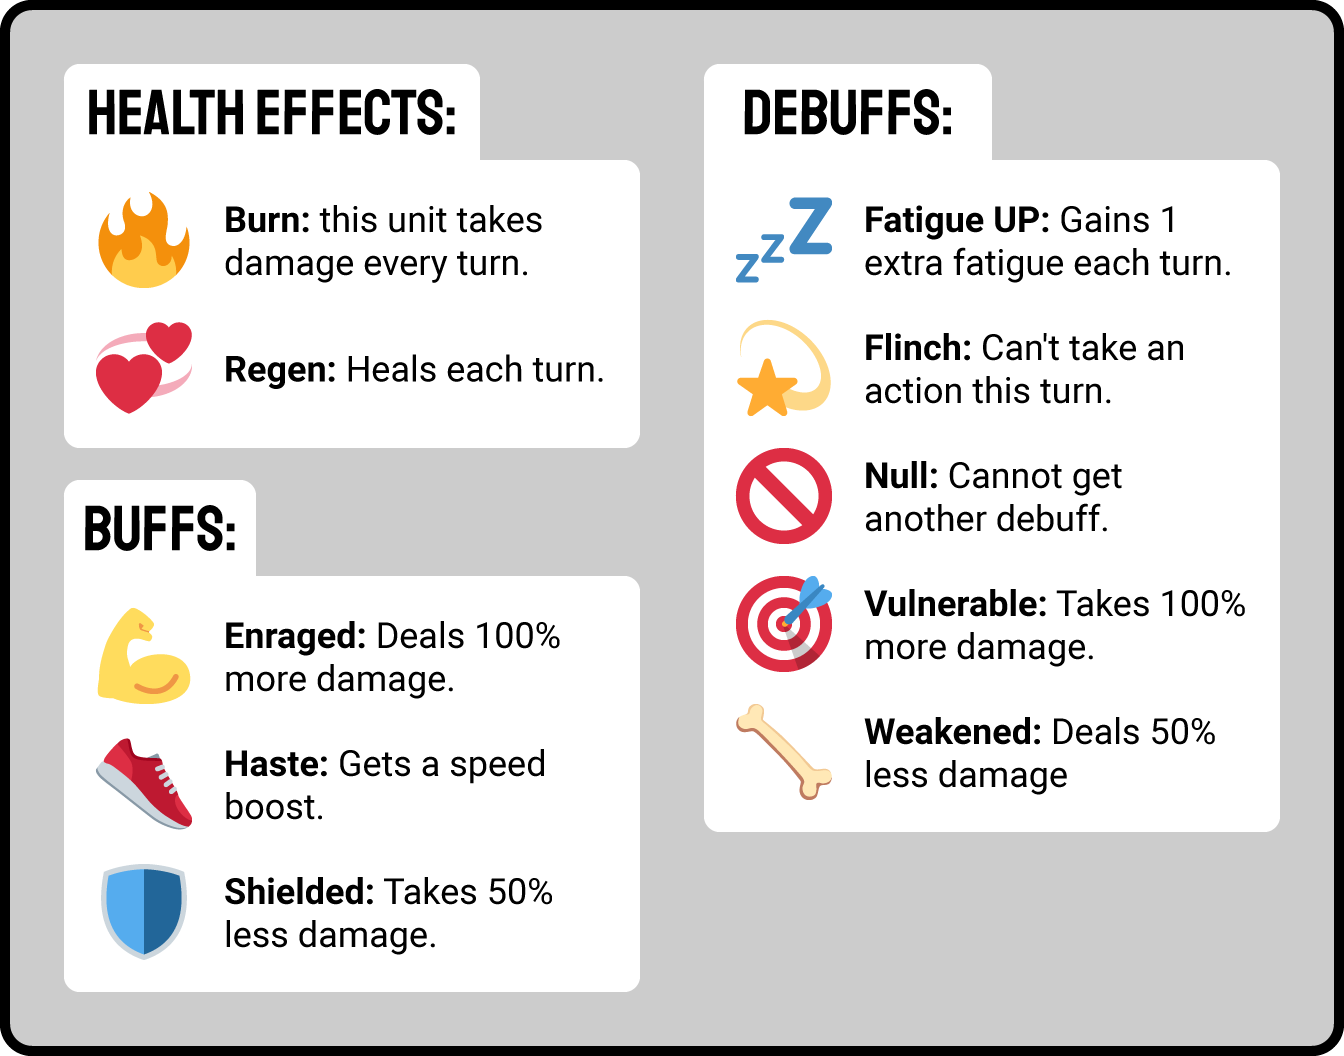 HEALTH EFFECTS:
Burn: this unit takes
damage every turn.
Regen: Heals each turn.
BUFFS:
Enraged: Deals 100%
more damage.
Haste: Gets a speed
boost.
Shielded: Takes 50%
less damage.
DEBUFFS:
Fatigue UP: Gains 1
extra fatigue each turn.
Flinch: Can't take an
action this turn.
Null: Cannot get
another debuff.
Vulnerable: Takes 100%
more damage.
Weakened: Deals 50%
less damage